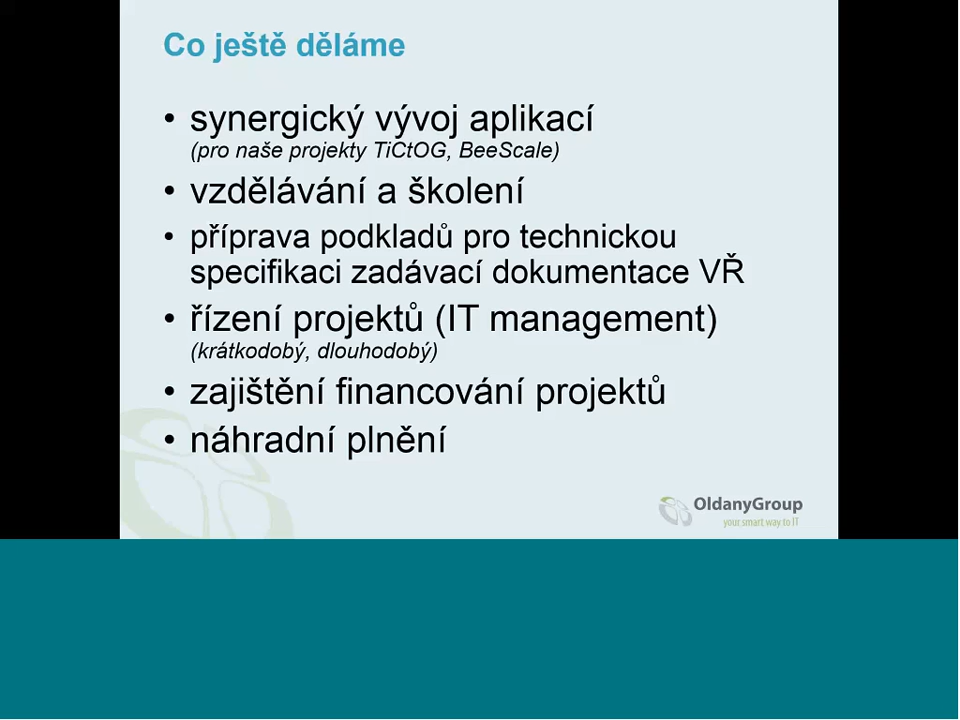 Co ještě děláme
• synergický vývoj aplikací
(pro naše projekty TiCtOG, BeeScale)
• vzdělávání a školení
• příprava podkladů pro technickou
specifikaci zadávací dokumentace VŘ
• řízení projektů (IT management)
(krátkodobý, dlouhodobý)
• zajištění financování projektů
• náhradní plnění
OldanyGroup
your smart way to IT